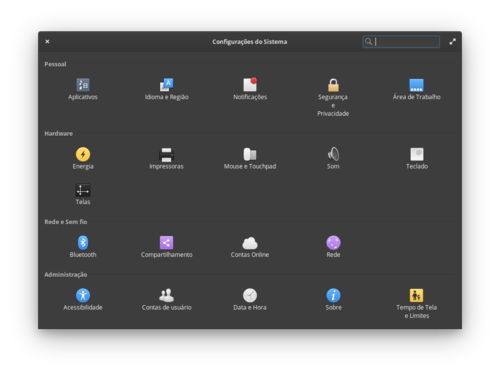 Configurações do Sistema
Pessoal
Aplicativos
Idioma e Região
Notificações
Segurança
e
Privacidade
Área de Trabalho
Hardware
Energia
Impressoras
Mouse e Touchpad
Som
Teclado
Telas
Rede e Sem fio
Bluetooth
Compartilhamento
Contas Online
Rede
Administração
Acessibilidade
Contas de usuário
Data e Hora
Sobre
Tempo de Tela
e Limites